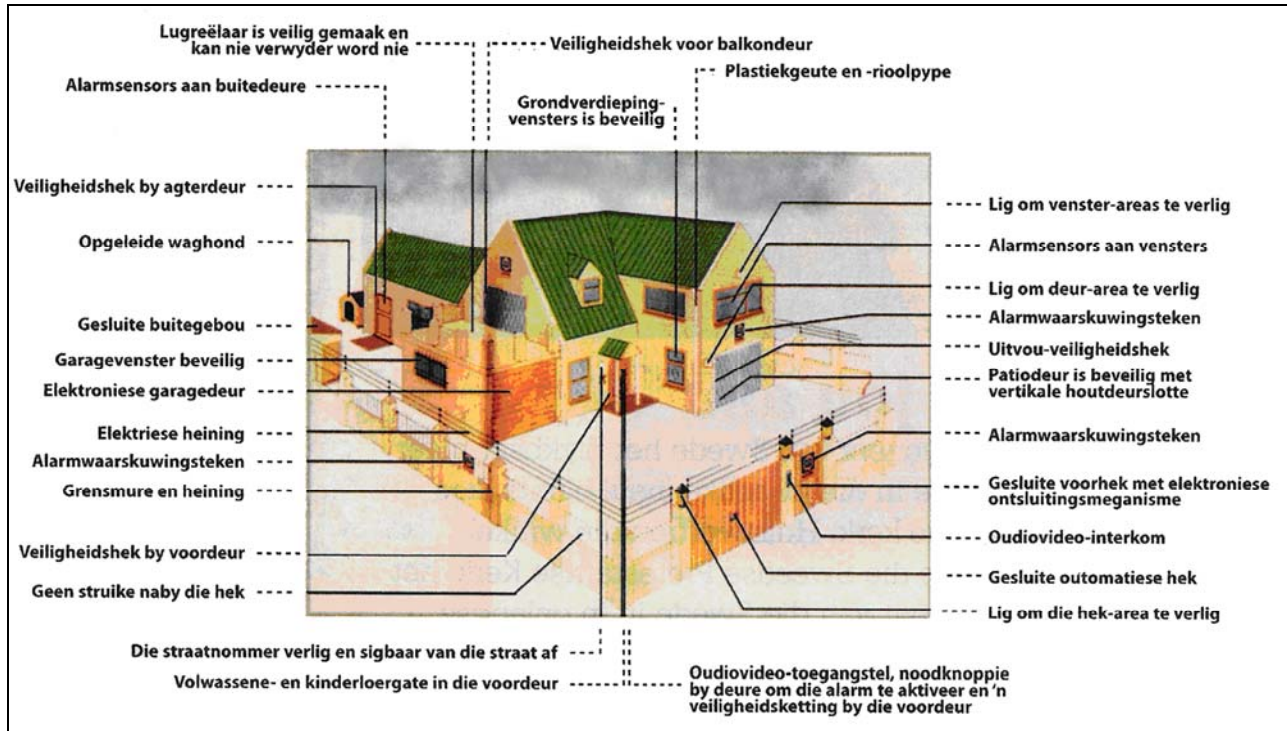 Lugreëlaar is veilig gemaak en
kan nie verwyder word nie
Veiligheidshek voor balkondeur
Plastiekgeute en -rioolpype
Alarmsensors aan buitedeure
Grondverdieping-
vensters is beveilig
Veiligheidshek by agterdeur
Opgeleide waghond
Gesluite buitegebou
Garagevenster beveilig
Elektroniese garagedeur
Elektriese heining
Alarmwaarskuwingsteken
Grensmure en heining
Veiligheidshek by voordeur
Geen struike naby die hek
Lig om venster-areas te verlig
Alarmsensors aan vensters
Lig om deur-area te verlig
Alarmwaarskuwingsteken
Uitvou-veiligheidshek
Patiodeur is beveilig met
vertikale houtdeurslotte
Alarmwaarskuwingsteken
Gesluite voorhek met elektroniese
ontsluitingsmeganisme
Oudiovideo-interkom
Gesluite outomatiese hek
Lig om die hek-area te verlig
Die straatnommer verlig en sigbaar van die straat af
Volwassene- en kinderloergate in die voordeur
Oudiovideo-toegangstel, noodknoppie
by deure om die alarm te aktiveer en 'n
veiligheidsketting by die voordeur